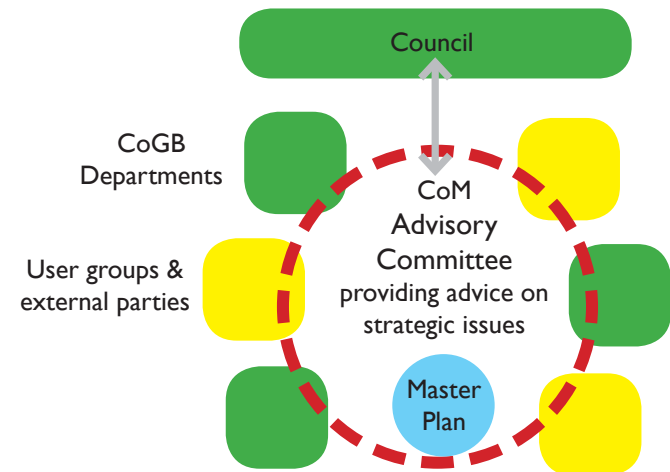 Council
CoGB
Departments
CoM
Advisory
Committee
providing advice on
strategic issues
User groups &
external parties
Master
Plan